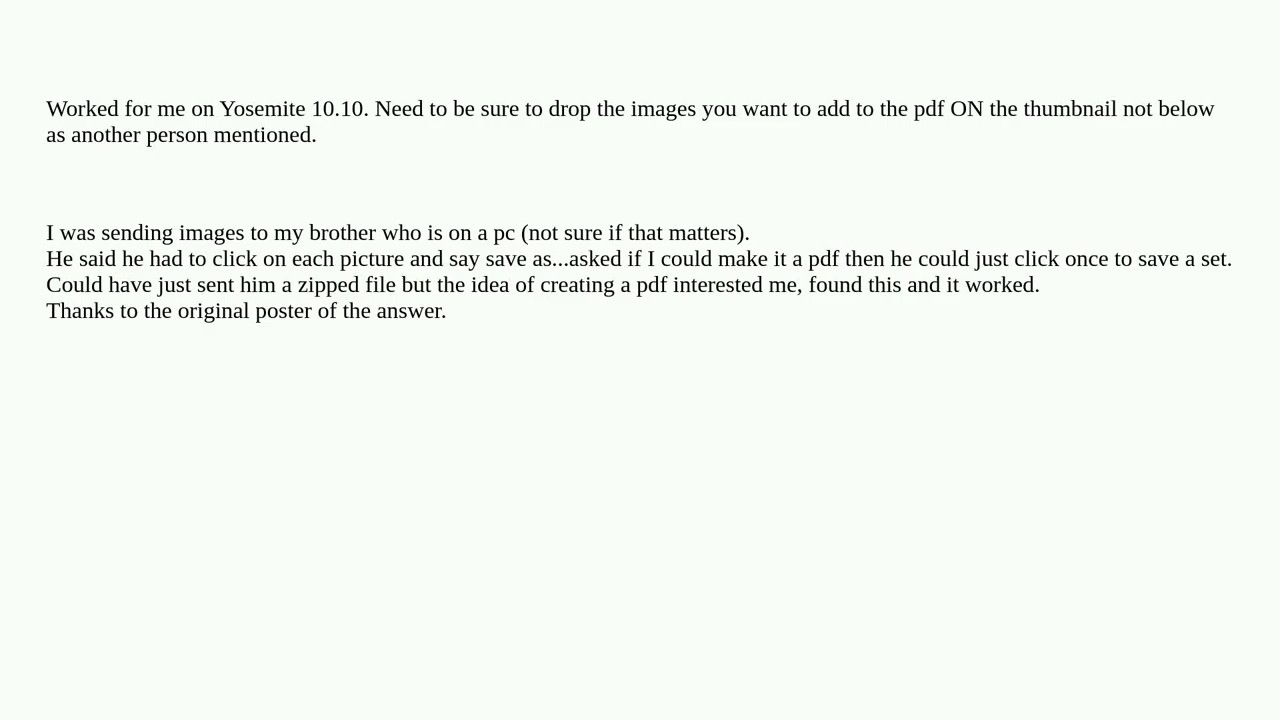 Worked for me on Yosemite 10.10. Need to be sure to drop the images you want to add to the pdf ON the thumbnail not below
as another person mentioned.
I was sending images to my brother who is on a pc (not sure if that matters).
He said he had to click on each picture and say save as...asked if I could make it a pdf then he could just click once to save a set.
Could have just sent him a zipped file but the idea of creating a pdf interested me, found this and it worked.
Thanks to the original poster of the answer.